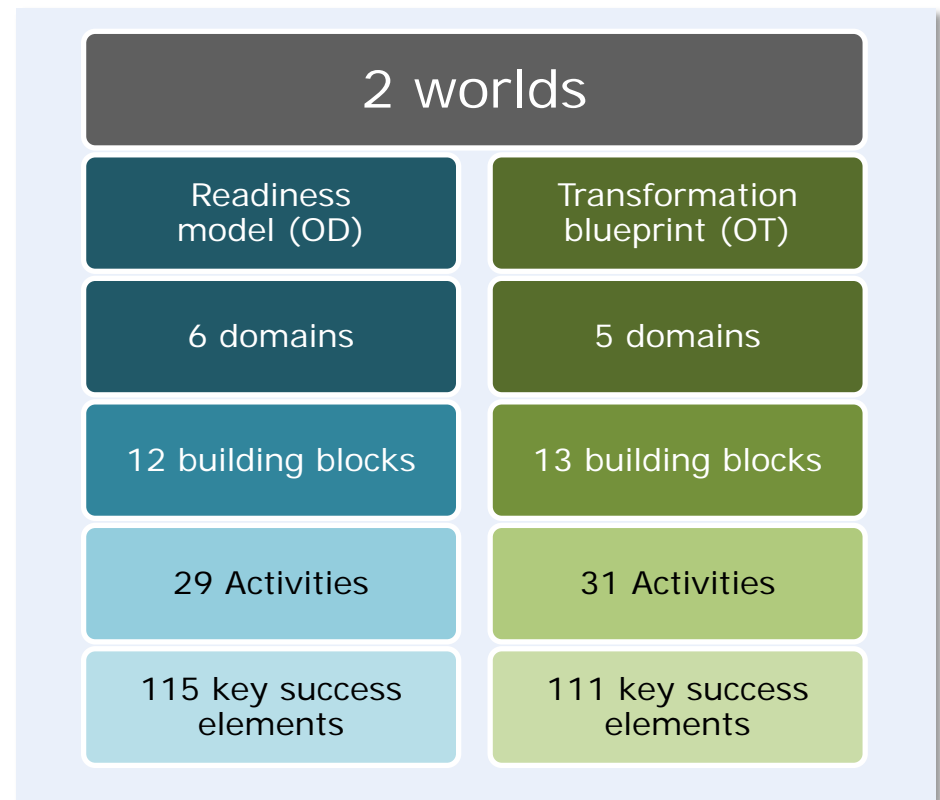 2 worlds
Readiness
model (OD)
Transformation
blueprint (OT)
6 domains
5 domains
12 building blocks
13 building blocks
29 Activities
31 Activities
115 key success
elements
111 key success
elements